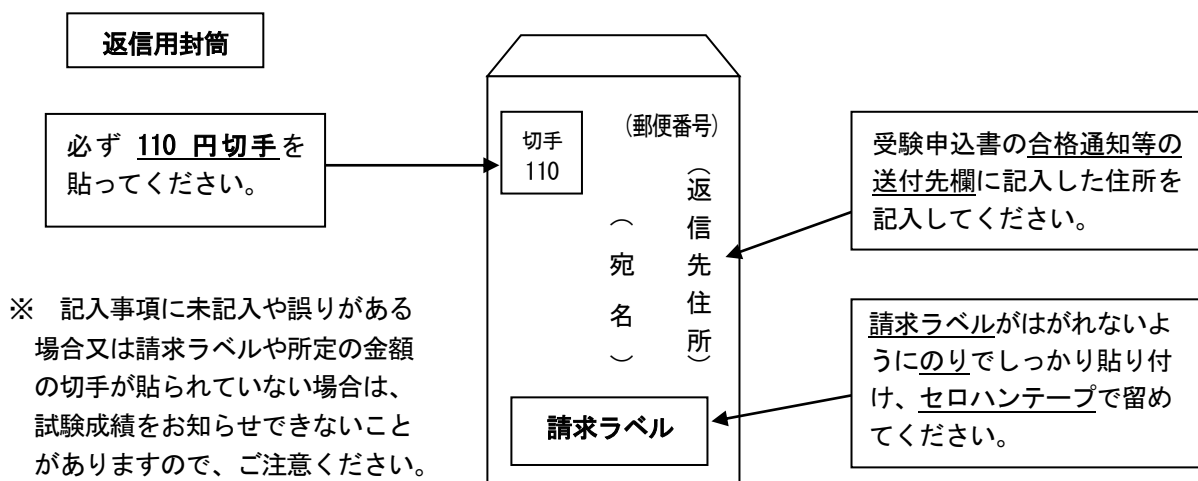 返信用封筒
必ず 110 円切手を
貼ってください。
切手
110
(郵便番号)
(返信先住所)
(宛名)
請求ラベル
受験申込書の合格通知等の
送付先欄に記入した住所を
記入してください。
請求ラベルがはがれないよ
うにのりでしっかり貼り付
け、セロハンテープで留め
てください。
※ 記入事項に未記入や誤りがある
場合又は請求ラベルや所定の金額
の切手が貼られていない場合は、
試験成績をお知らせできないこと
がありますので、ご注意ください。